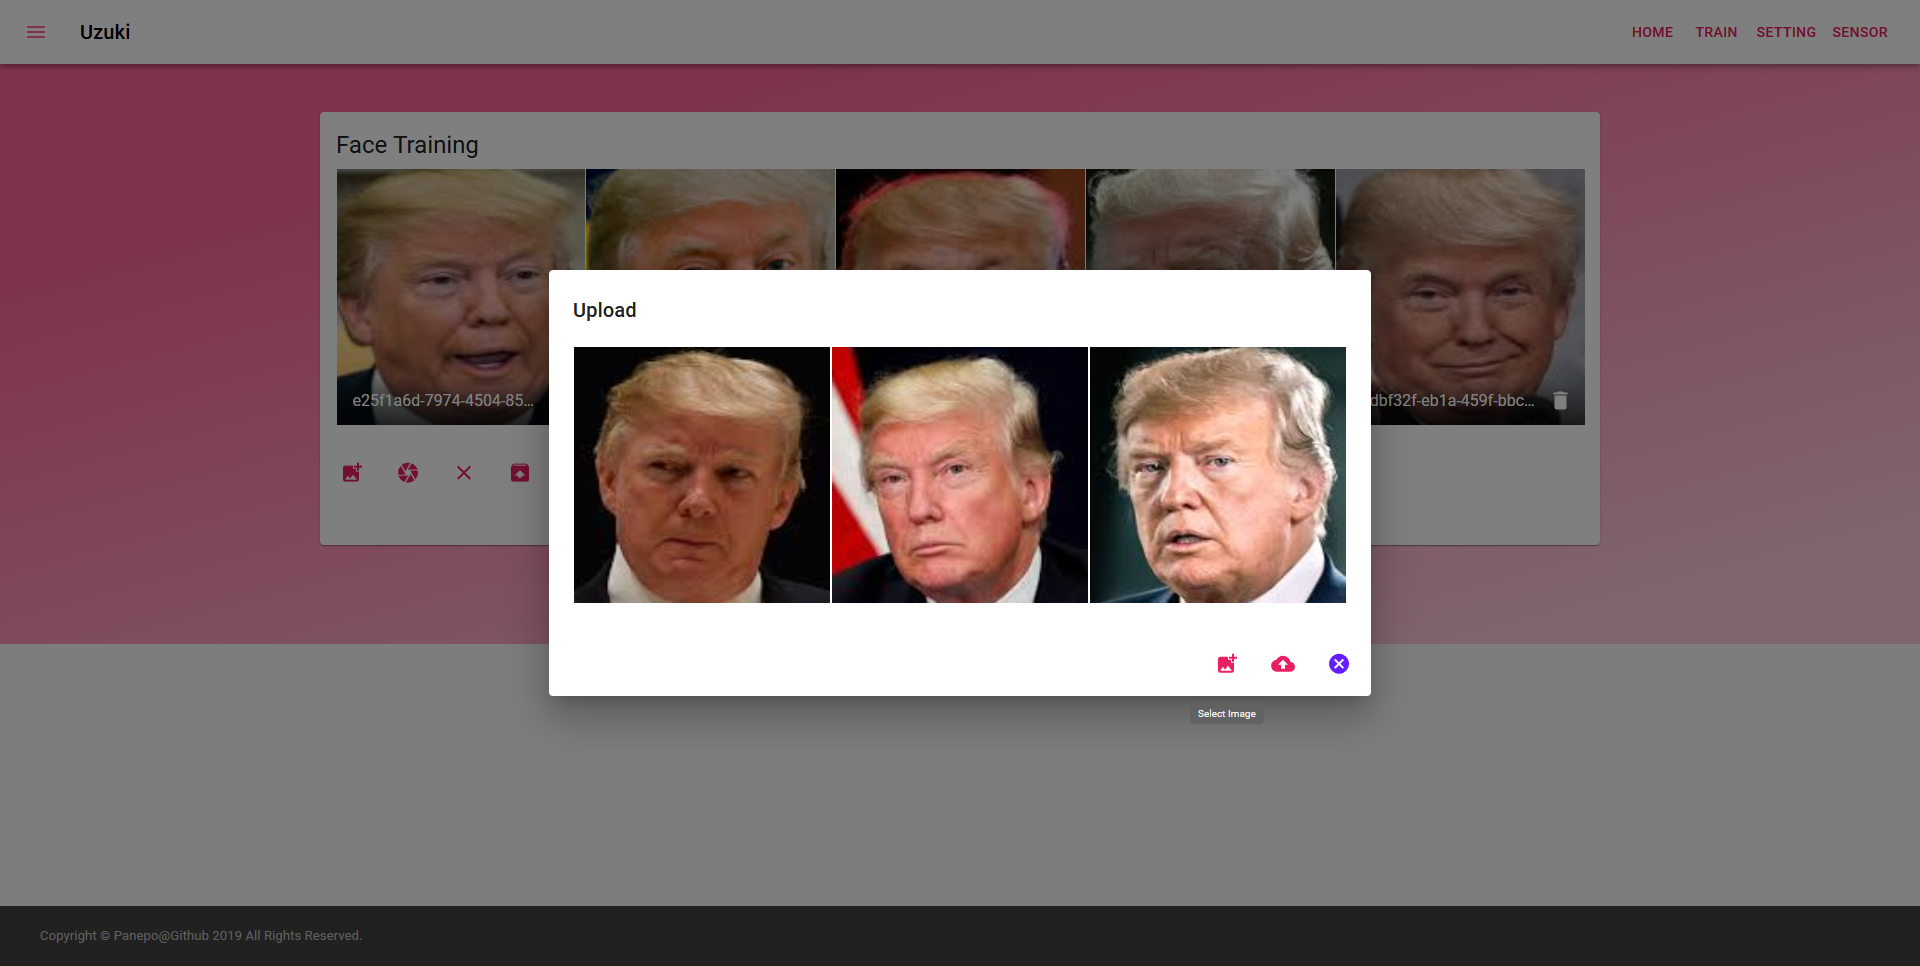 Uzuki
HOME TRAIN SETTING SENSOR
Face Training
e25f1a6d-7974-4504-85...
dbf32f-eb1a-459f-bbc...
Upload
Select Image
Copyright © Panepo@Github 2019 All Rights Reserved.